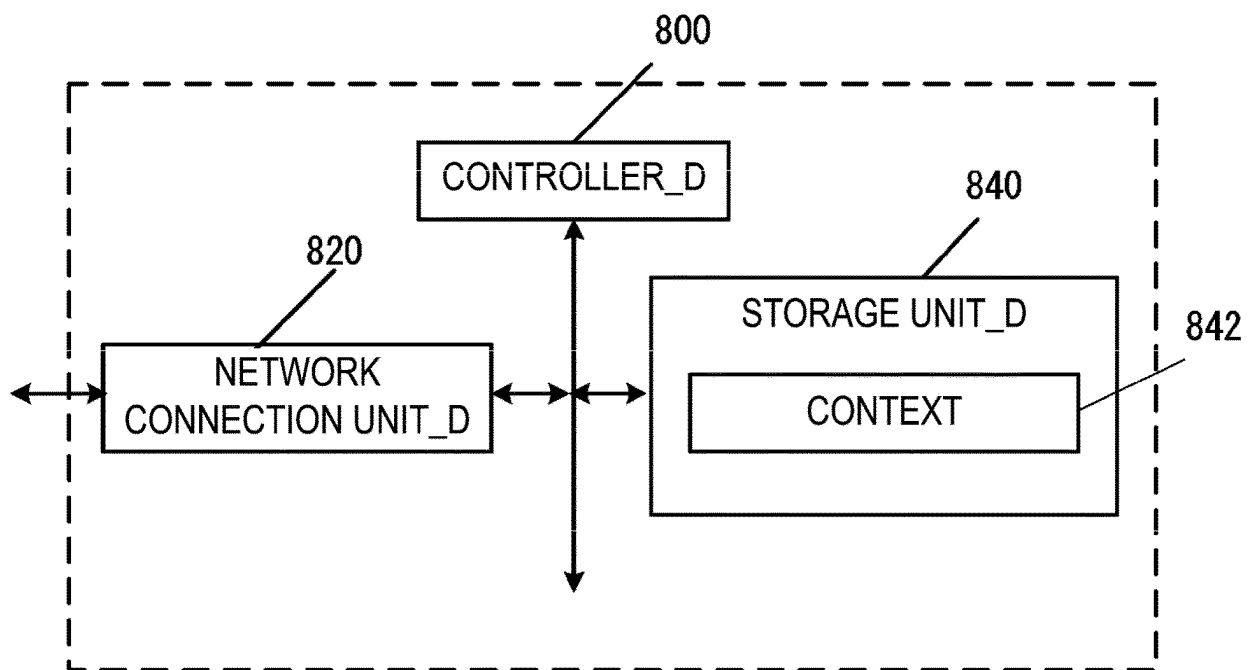 800
CONTROLLER_D
840
820
STORAGE UNIT_D
842
NETWORK
CONNECTION UNIT_D
CONTEXT